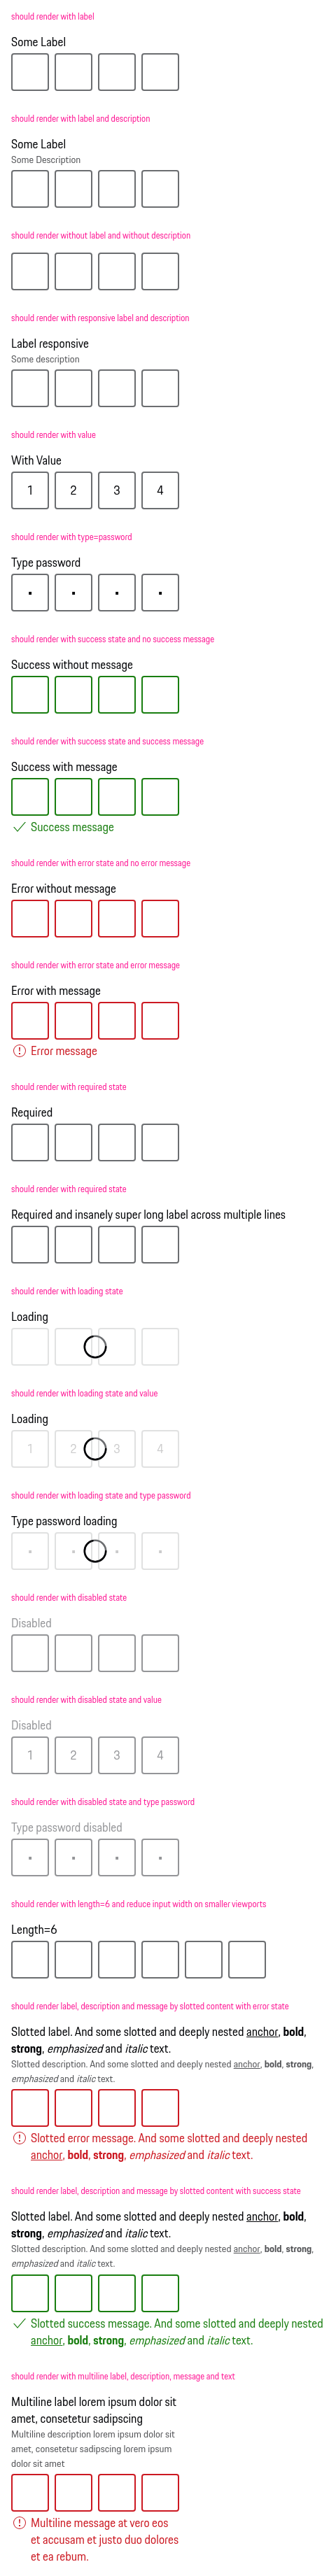 should render with label
Some Label
should render with label and description
Some Label
Some Description
should render without label and without description
should render with responsive label and description
Label responsive
Some description
should render with value
With Value
1 2 3 4
should render with type=password
Type password
should render with success state and no success message
Success without message
should render with success state and success message
Success with message
Success message
should render with error state and no error message
Error without message
should render with error state and error message
Error with message
Error message
should render with required state
Required
should render with required state
Required and insanely super long label across multiple lines
should render with loading state
Loading
should render with loading state and value
Loading
1 2 3 4
should render with loading state and type password
Type password loading
should render with disabled state
Disabled
should render with disabled state and value
Disabled
1 2 3 4
should render with disabled state and type password
Type password disabled
should render with length=6 and reduce input width on smaller viewports
Length=6
should render label, description and message by slotted content with error state
Slotted label. And some slotted and deeply nested anchor, bold,
strong, emphasized and italic text.
Slotted description. And some slotted and deeply nested anchor, bold, strong,
emphasized and italic text.
Slotted error message. And some slotted and deeply nested
anchor, bold, strong, emphasized and italic text.
should render label, description and message by slotted content with success state
Slotted label. And some slotted and deeply nested anchor, bold,
strong, emphasized and italic text.
Slotted description. And some slotted and deeply nested anchor, bold, strong,
emphasized and italic text.
Slotted success message. And some slotted and deeply nested
anchor, bold, strong, emphasized and italic text.
should render with multiline label, description, message and text
Multiline label lorem ipsum dolor sit
amet, consetetur sadipscing
Multiline description lorem ipsum dolor sit
amet, consetetur sadipscing lorem ipsum
dolor sit amet
Multiline message at vero eos
et accusam et justo duo dolores
et ea rebum.